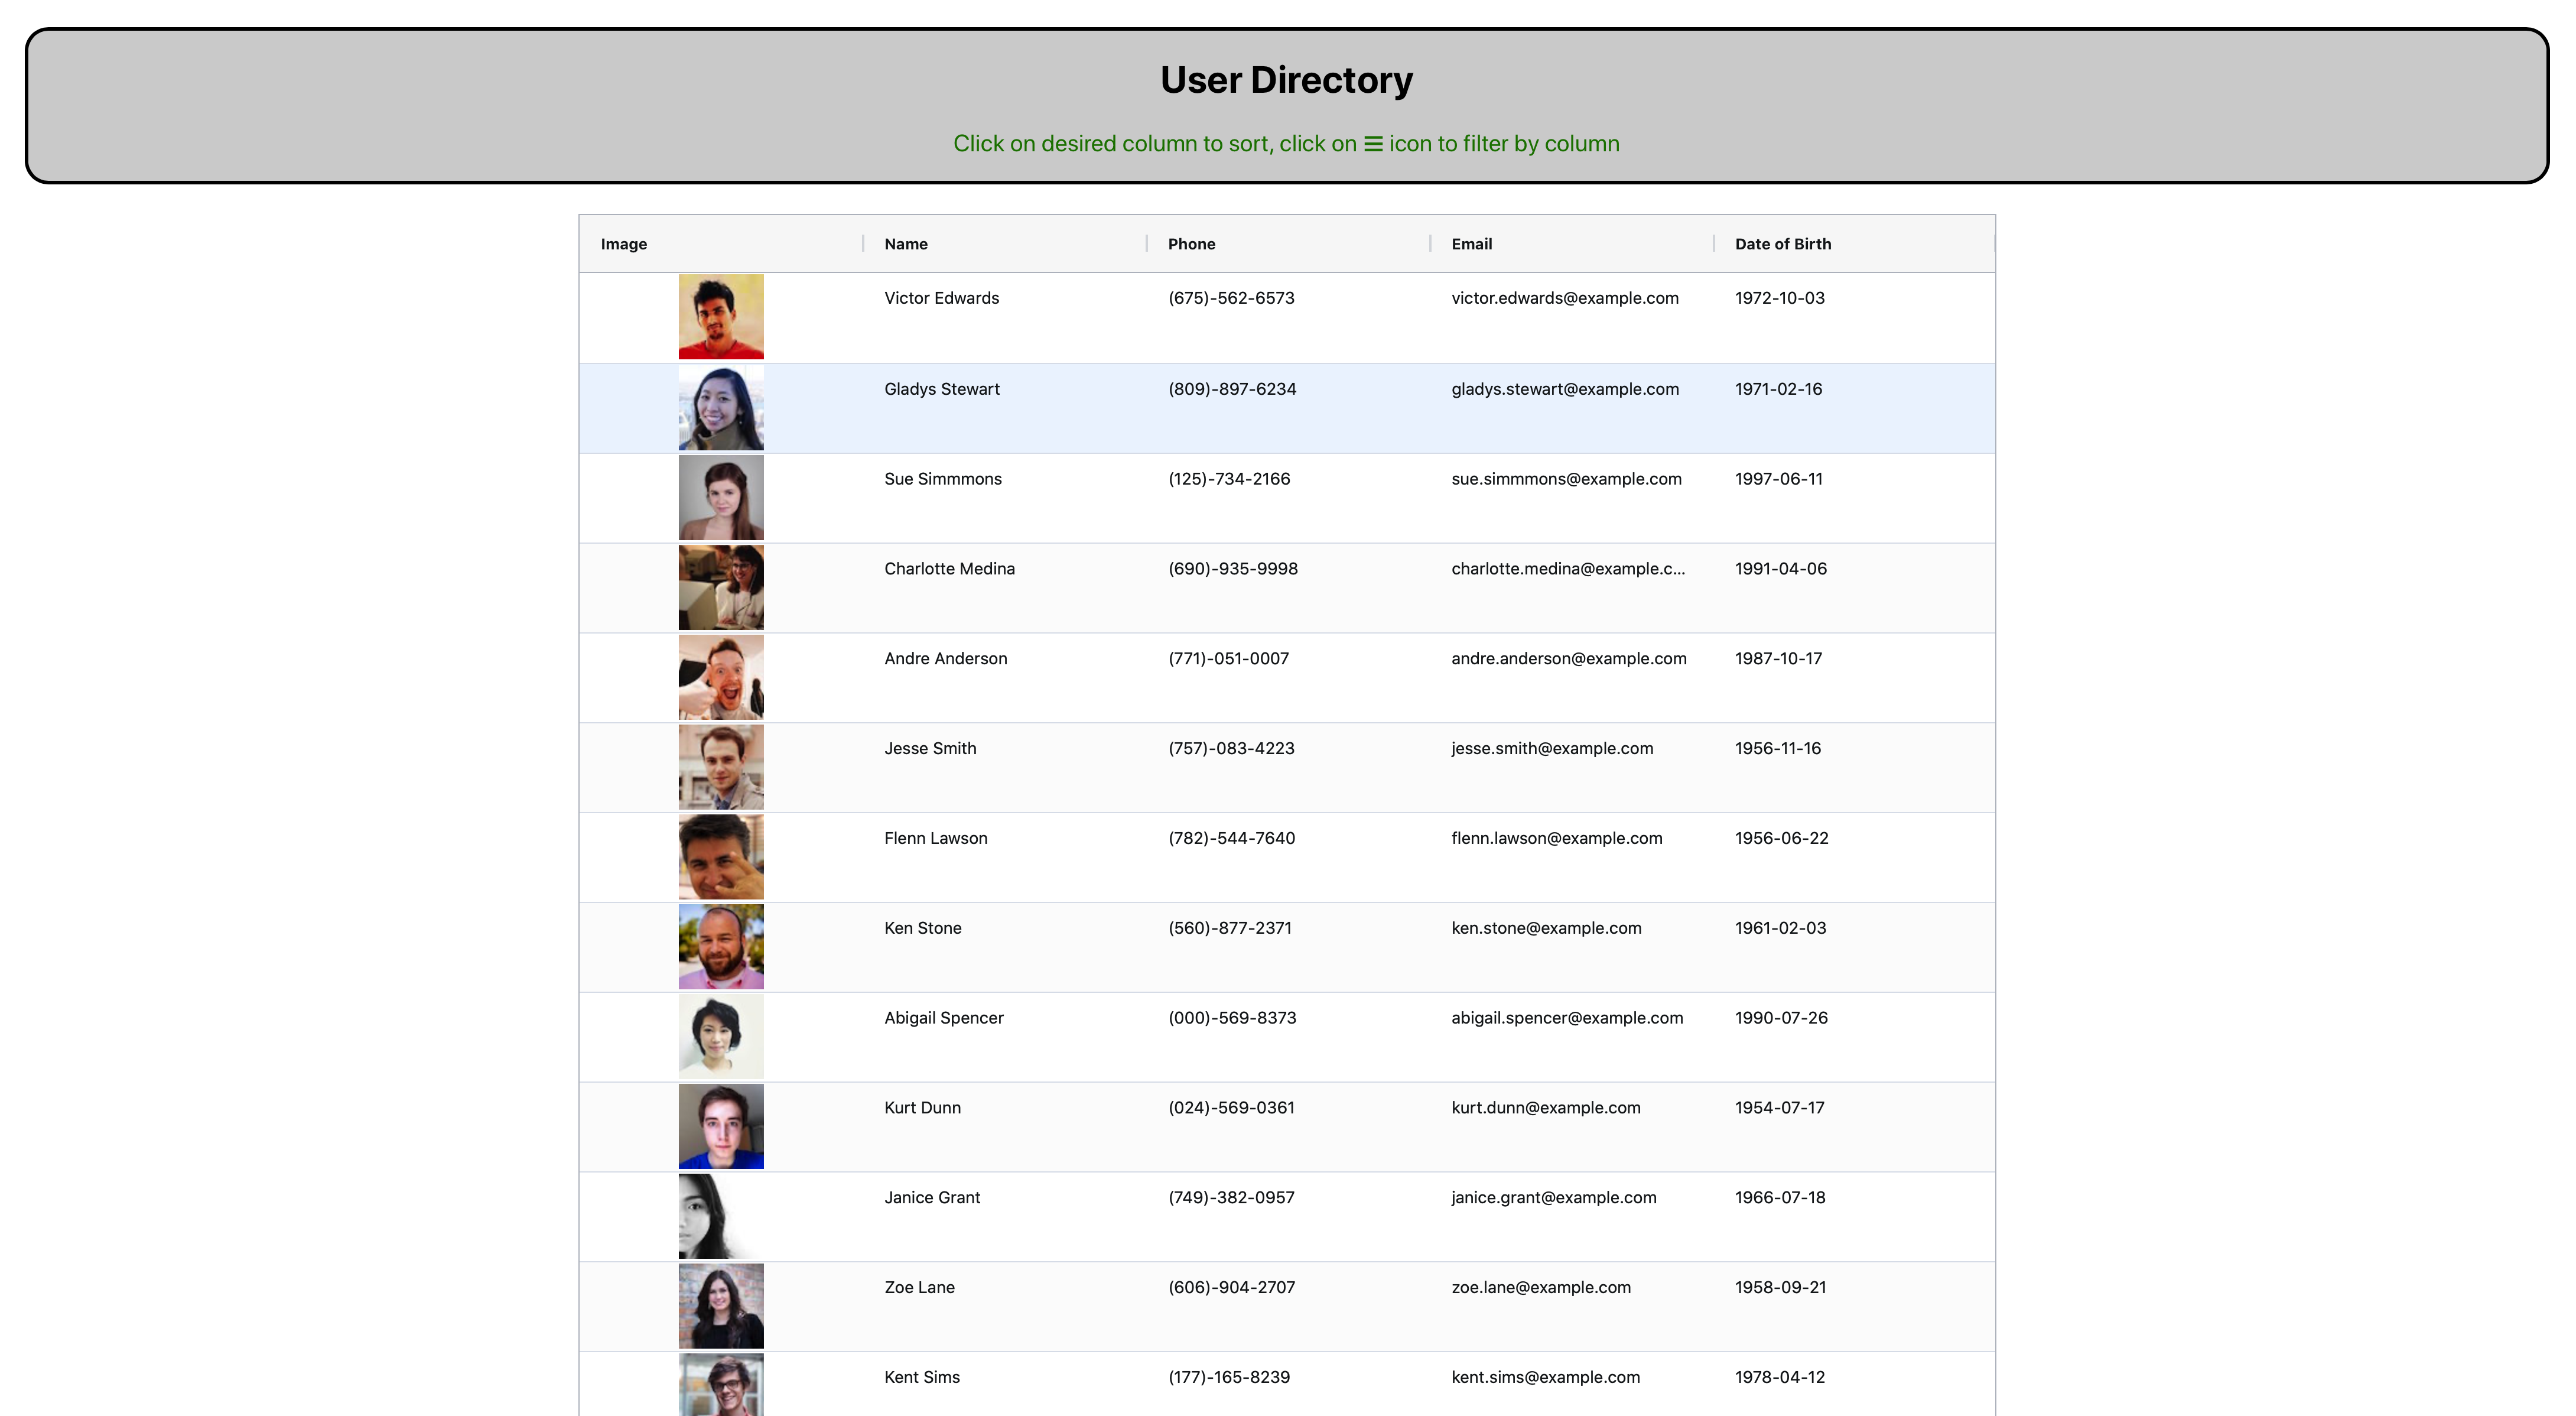 User Directory
Click on desired column to sort, click on ☰ icon to filter by column
Image Name Phone Email Date of Birth
Victor Edwards (675)-562-6573 victor.edwards@example.com 1972-10-03
Gladys Stewart (809)-897-6234 gladys.stewart@example.com 1971-02-16
Sue Simmmons (125)-734-2166 sue.simmmons@example.com 1997-06-11
Charlotte Medina (690)-935-9998 charlotte.medina@example.c... 1991-04-06
Andre Anderson (771)-051-0007 andre.anderson@example.com 1987-10-17
Jesse Smith (757)-083-4223 jesse.smith@example.com 1956-11-16
Flenn Lawson (782)-544-7640 flenn.lawson@example.com 1956-06-22
Ken Stone (560)-877-2371 ken.stone@example.com 1961-02-03
Abigail Spencer (000)-569-8373 abigail.spencer@example.com 1990-07-26
Kurt Dunn (024)-569-0361 kurt.dunn@example.com 1954-07-17
Janice Grant (749)-382-0957 janice.grant@example.com 1966-07-18
Zoe Lane (606)-904-2707 zoe.lane@example.com 1958-09-21
Kent Sims (177)-165-8239 kent.sims@example.com 1978-04-12